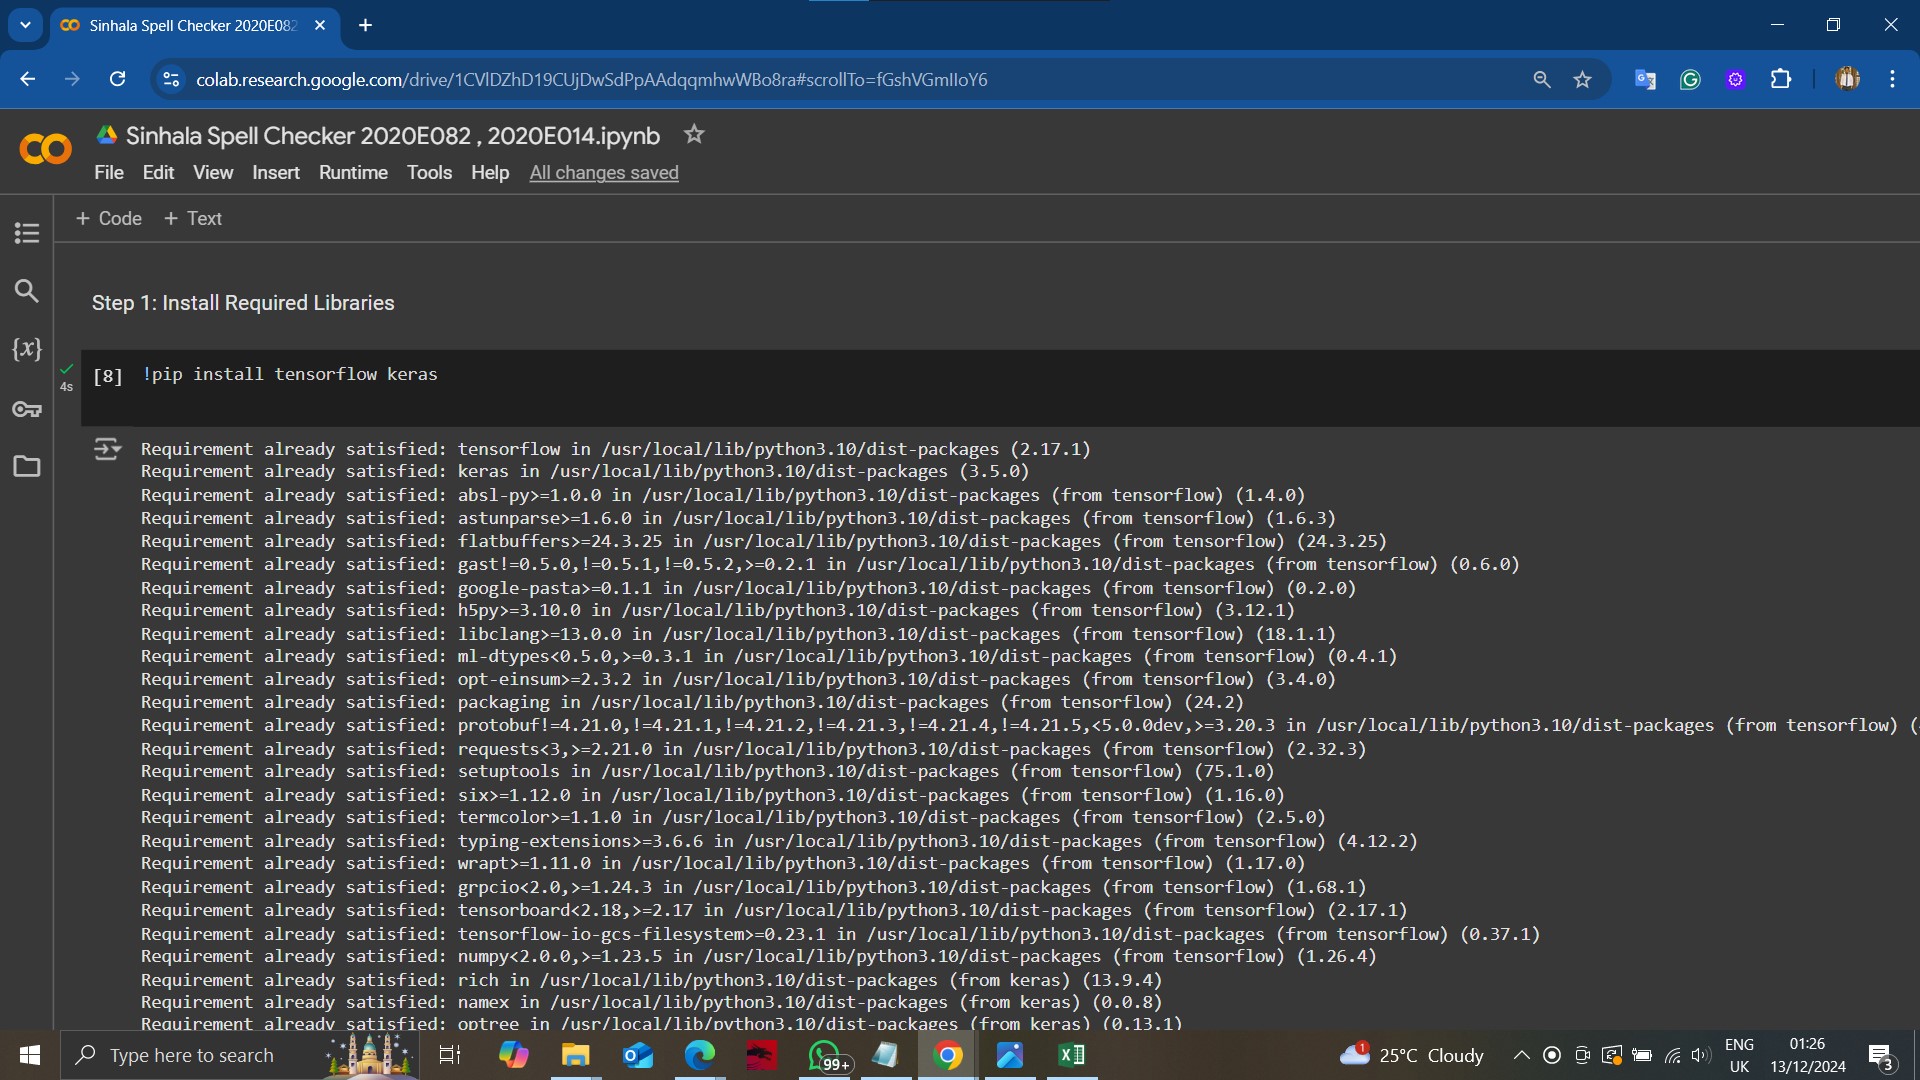 Sinhala Spell Checker 2020E082
colab.research.google.com/drive/1CVlDZhD19CUjDwSdPpAAdqqmhwWBo8ra#scrollTo=fGshVGmIIoY6
Sinhala Spell Checker 2020E082 , 2020E014.ipynb
File Edit View Insert Runtime Tools Help All changes saved
+ Code + Text
Step 1: Install Required Libraries
4s
[8] !pip install tensorflow keras
Requirement already satisfied: tensorflow in /usr/local/lib/python3.10/dist-packages (2.17.1)
Requirement already satisfied: keras in /usr/local/lib/python3.10/dist-packages (3.5.0)
Requirement already satisfied: absl-py>=1.0.0 in /usr/local/lib/python3.10/dist-packages (from tensorflow) (1.4.0)
Requirement already satisfied: astunparse>=1.6.0 in /usr/local/lib/python3.10/dist-packages (from tensorflow) (1.6.3)
Requirement already satisfied: flatbuffers>=24.3.25 in /usr/local/lib/python3.10/dist-packages (from tensorflow) (24.3.25)
Requirement already satisfied: gast!=0.5.0,!=0.5.1,!=0.5.2,>=0.2.1 in /usr/local/lib/python3.10/dist-packages (from tensorflow) (0.6.0)
Requirement already satisfied: google-pasta>=0.1.1 in /usr/local/lib/python3.10/dist-packages (from tensorflow) (0.2.0)
Requirement already satisfied: h5py>=3.10.0 in /usr/local/lib/python3.10/dist-packages (from tensorflow) (3.12.1)
Requirement already satisfied: libclang>=13.0.0 in /usr/local/lib/python3.10/dist-packages (from tensorflow) (18.1.1)
Requirement already satisfied: ml-dtypes<0.5.0,>=0.3.1 in /usr/local/lib/python3.10/dist-packages (from tensorflow) (0.4.1)
Requirement already satisfied: opt-einsum>=2.3.2 in /usr/local/lib/python3.10/dist-packages (from tensorflow) (3.4.0)
Requirement already satisfied: packaging in /usr/local/lib/python3.10/dist-packages (from tensorflow) (24.2)
Requirement already satisfied: protobuf!=4.21.0,!=4.21.1,!=4.21.2,!=4.21.3,!=4.21.4,!=4.21.5,<5.0.0dev,>=3.20.3 in /usr/local/lib/python3.10/dist-packages (from tensorflow) (
Requirement already satisfied: requests<3,>=2.21.0 in /usr/local/lib/python3.10/dist-packages (from tensorflow) (2.32.3)
Requirement already satisfied: setuptools in /usr/local/lib/python3.10/dist-packages (from tensorflow) (75.1.0)
Requirement already satisfied: six>=1.12.0 in /usr/local/lib/python3.10/dist-packages (from tensorflow) (1.16.0)
Requirement already satisfied: termcolor>=1.1.0 in /usr/local/lib/python3.10/dist-packages (from tensorflow) (2.5.0)
Requirement already satisfied: typing-extensions>=3.6.6 in /usr/local/lib/python3.10/dist-packages (from tensorflow) (4.12.2)
Requirement already satisfied: wrapt>=1.11.0 in /usr/local/lib/python3.10/dist-packages (from tensorflow) (1.17.0)
Requirement already satisfied: grpcio<2.0,>=1.24.3 in /usr/local/lib/python3.10/dist-packages (from tensorflow) (1.68.1)
Requirement already satisfied: tensorboard<2.18,>=2.17 in /usr/local/lib/python3.10/dist-packages (from tensorflow) (2.17.1)
Requirement already satisfied: tensorflow-io-gcs-filesystem>=0.23.1 in /usr/local/lib/python3.10/dist-packages (from tensorflow) (0.37.1)
Requirement already satisfied: numpy<2.0.0,>=1.23.5 in /usr/local/lib/python3.10/dist-packages (from tensorflow) (1.26.4)
Requirement already satisfied: rich in /usr/local/lib/python3.10/dist-packages (from keras) (13.9.4)
Requirement already satisfied: namex in /usr/local/lib/python3.10/dist-packages (from keras) (0.0.8)
Requirement already satisfied: optree in /usr/local/lib/python3.10/dist-packages (from keras) (0.13.1)
Type here to search
99+
1
25°C Cloudy
ENG
UK
01:26
13/12/2024
3